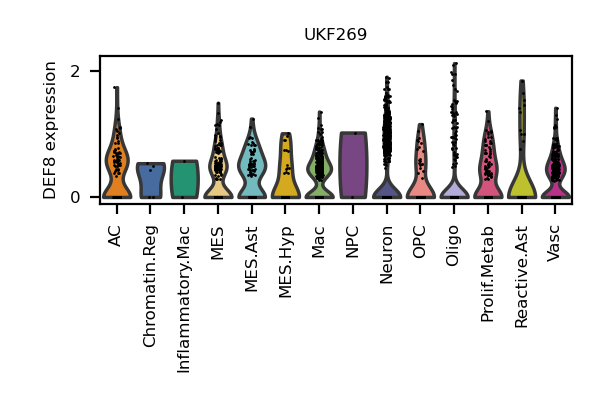 UKF269
DEF8 expression
2
0
AC
Chromatin.Reg
Inflammatory.Mac
MES
MES.Ast
MES.Hyp
Mac
NPC
Neuron
OPC
Oligo
Prolif.Metab
Reactive.Ast
Vasc